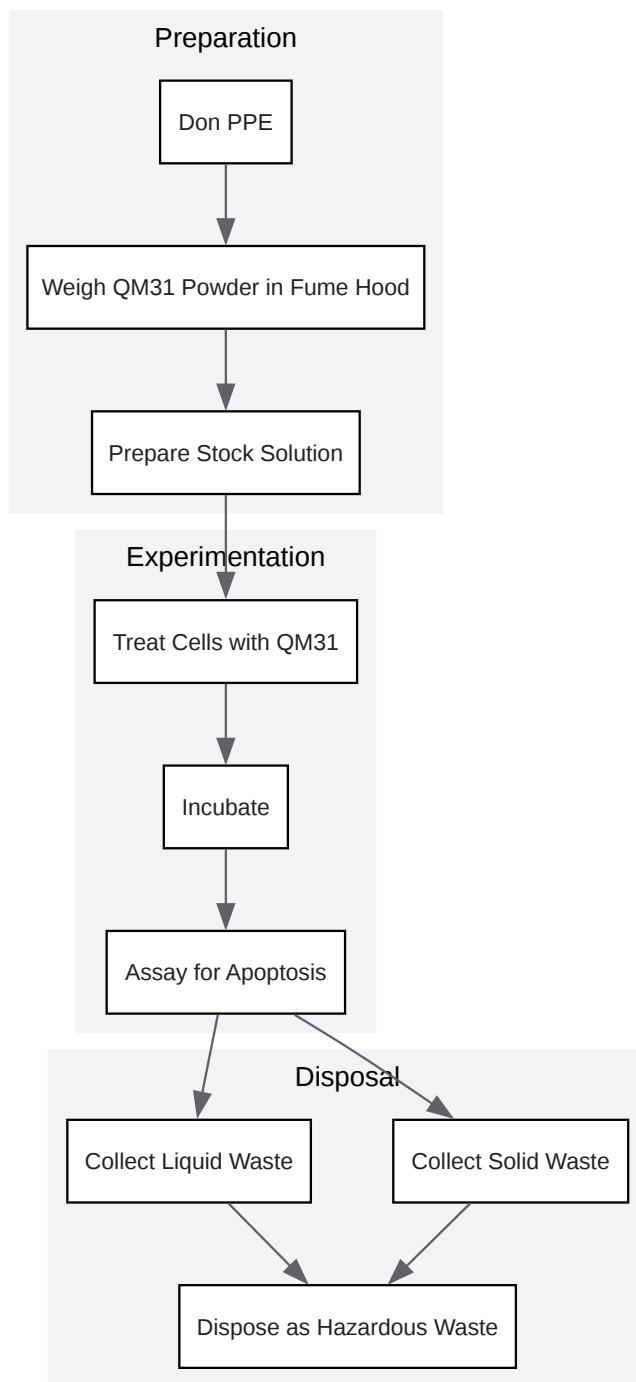 Preparation
Don PPE
Weigh QM31 Powder in Fume Hood
Prepare Stock Solution
Experimentation
Treat Cells with QM31
Incubate
Assay for Apoptosis
Disposal
Collect Liquid Waste
Collect Solid Waste
Dispose as Hazardous Waste